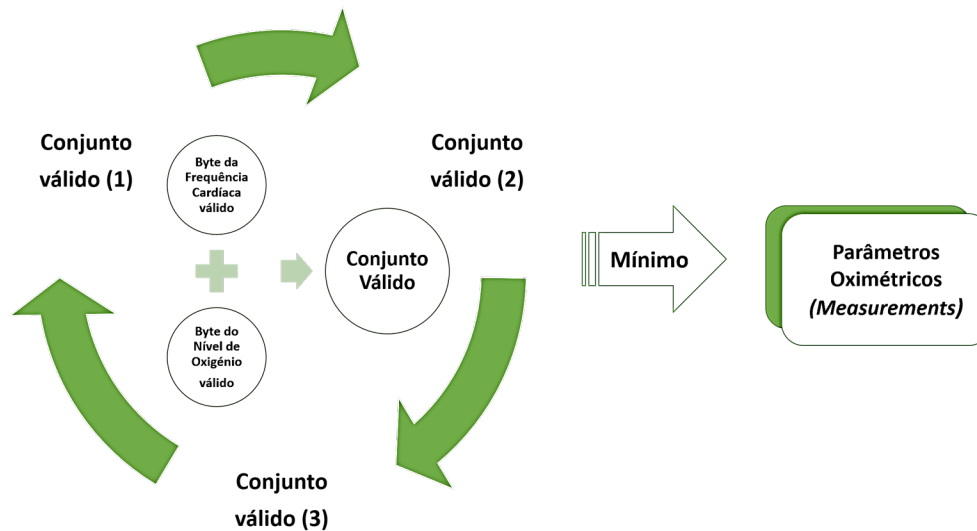 Conjunto
válido (1)
Byte da
Frequência
Cardíaca
válido
Conjunto
válido (2)
Conjunto
Válido
Byte do
Nível de
Oxigénio
válido
Conjunto
válido (3)
Mínimo
Parâmetros
Oximétricos
(Measurements)